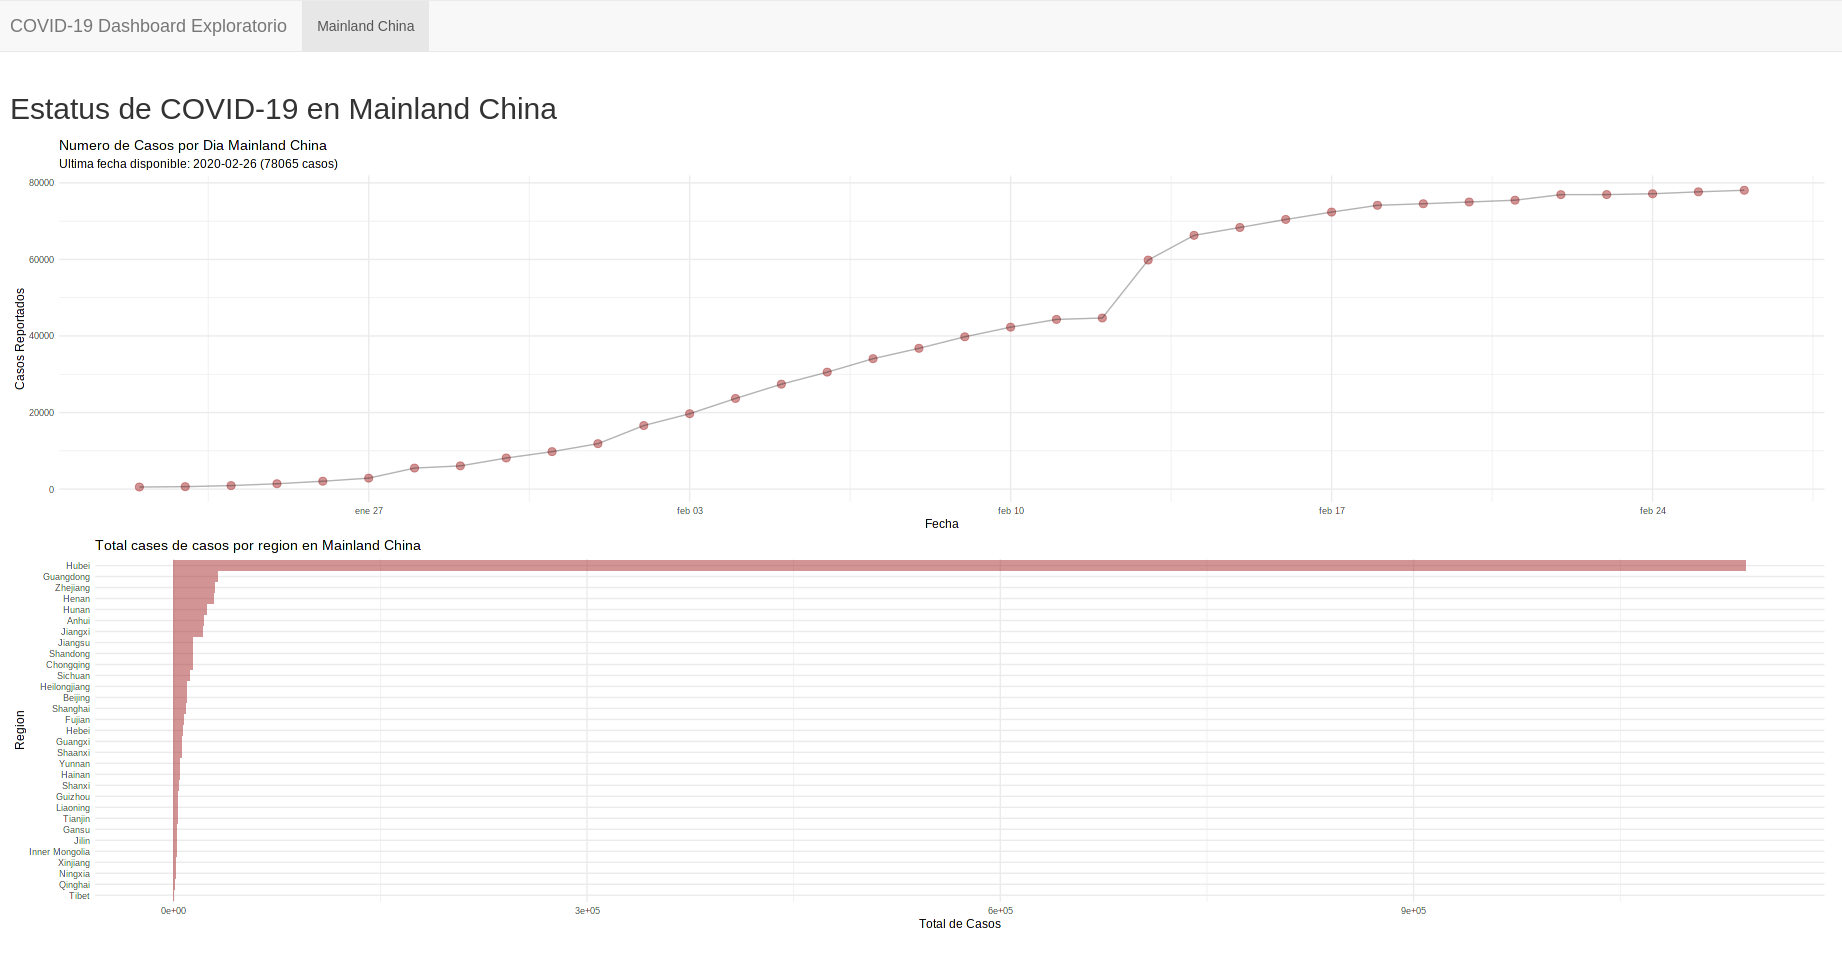 COVID-19 Dashboard Exploratorio
Mainland China
Estatus de COVID-19 en Mainland China
Numero de Casos por Dia Mainland China
Ultima fecha disponible: 2020-02-26 (78065 casos)
80000
60000
40000
20000
0
Casos Reportados
ene 27
feb 03
feb 10
feb 17
feb 24
Fecha
Total cases de casos por region en Mainland China
Hubei
Guangdong
Zhejiang
Henan
Hunan
Anhui
Jiangxi
Jiangsu
Shandong
Chongqing
Sichuan
Heilongjiang
Beijing
Shanghai
Fujian
Hebei
Guangxi
Shaanxi
Yunnan
Hainan
Shanxi
Guizhou
Liaoning
Tianjin
Gansu
Jilin
Inner Mongolia
Xinjiang
Ningxia
Qinghai
Tibet
Region
0e+00
3e+05
6e+05
9e+05
Total de Casos